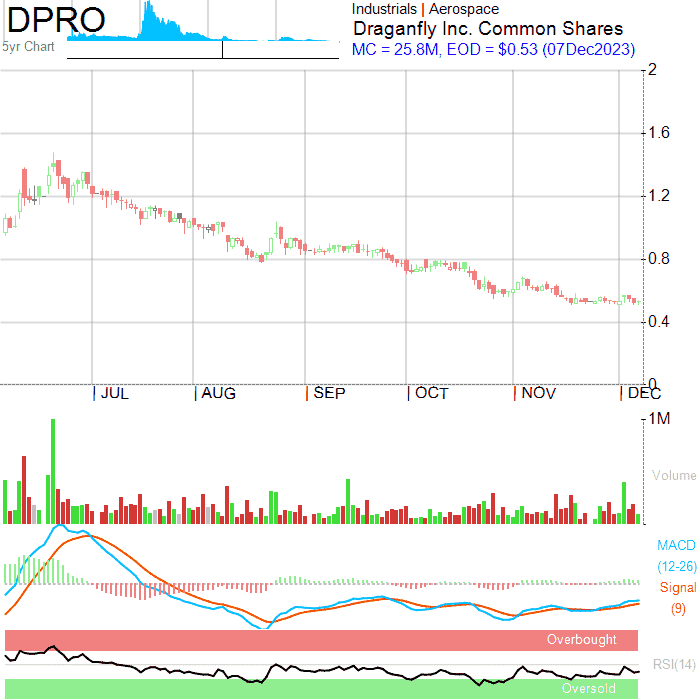 DPRO
5yr Chart
Industrials | Aerospace
Draganfly Inc. Common Shares
MC = 25.8M, EOD = $0.53 (07Dec2023)
2
1.6
1.2
0.8
0.4
0
JUL AUG SEP OCT NOV DEC
1M
Volume
MACD
(12-26)
Signal
(9)
Overbought
RSI(14)
Oversold